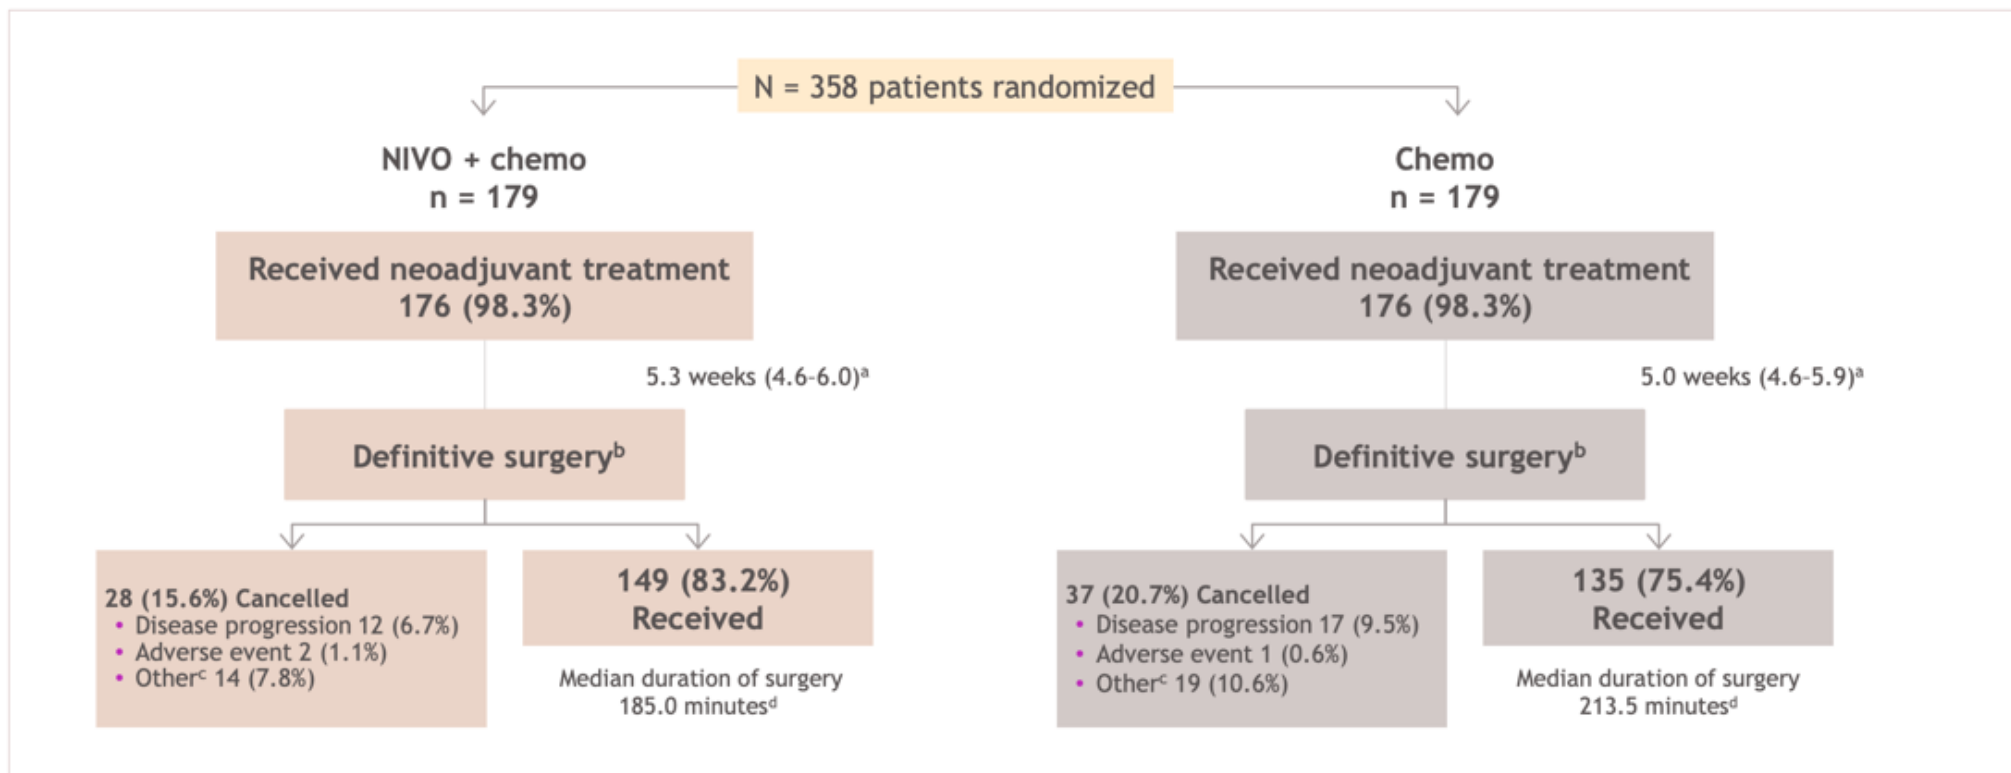 N = 358 patients randomized
NIVO + chemo
n = 179
Received neoadjuvant treatment
176 (98.3%)
5.3 weeks (4.6-6.0)ᵃ
Definitive surgeryᵇ
28 (15.6%) Cancelled
• Disease progression 12 (6.7%)
• Adverse event 2 (1.1%)
• Otherᶜ 14 (7.8%)
149 (83.2%)
Received
Median duration of surgery
185.0 minutesᵈ
Chemo
n = 179
Received neoadjuvant treatment
176 (98.3%)
5.0 weeks (4.6-5.9)ᵃ
Definitive surgeryᵇ
37 (20.7%) Cancelled
• Disease progression 17 (9.5%)
• Adverse event 1 (0.6%)
• Otherᶜ 19 (10.6%)
135 (75.4%)
Received
Median duration of surgery
213.5 minutesᵈ